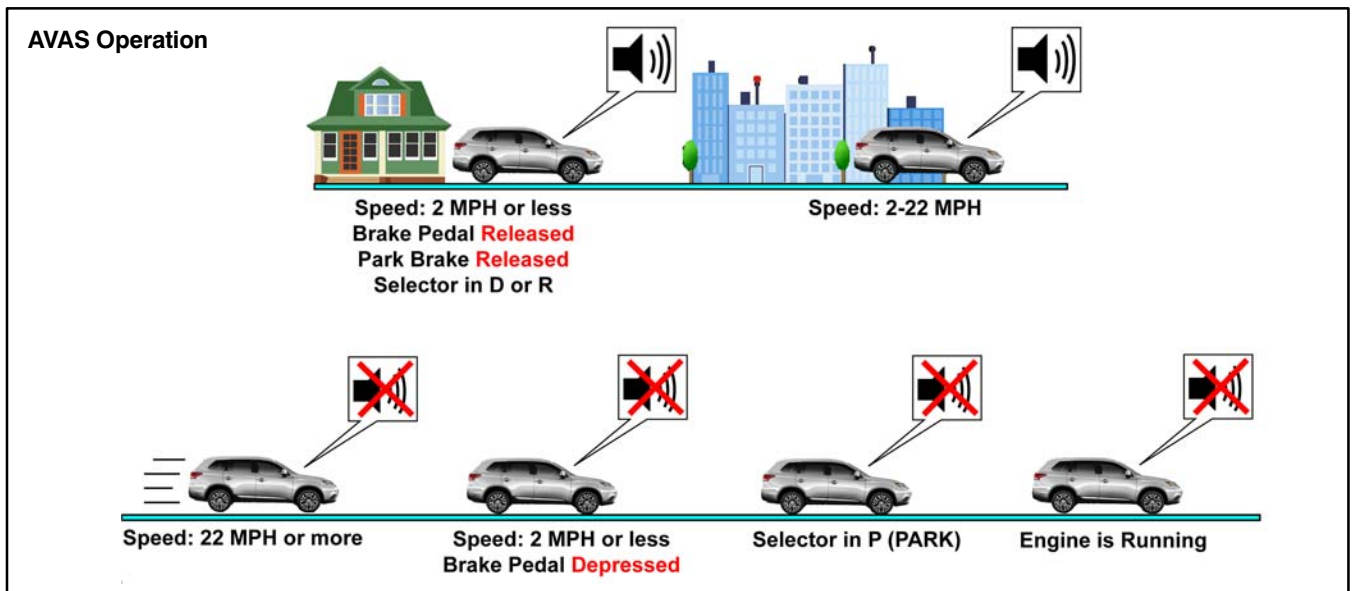 AVAS Operation
Speed: 2 MPH or less
Brake Pedal Released
Park Brake Released
Selector in D or R
Speed: 2-22 MPH
Speed: 22 MPH or more
Speed: 2 MPH or less
Brake Pedal Depressed
Selector in P (PARK)
Engine is Running